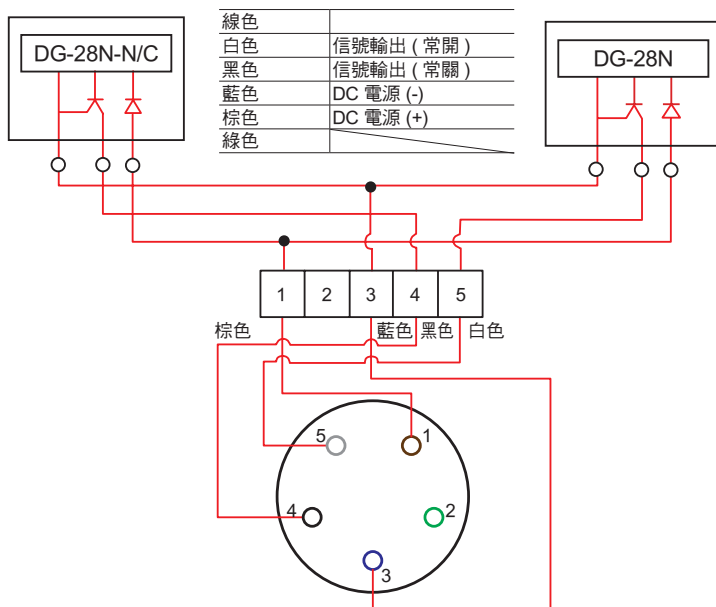 DG-28N-N/C
線色
白色 信號輸出 ( 常開 )
黑色 信號輸出 ( 常關 )
藍色 DC 電源 (-)
棕色 DC 電源 (+)
綠色
DG-28N
1 2 3 4 5
棕色 藍色 黑色 白色
5 1
4 2
3